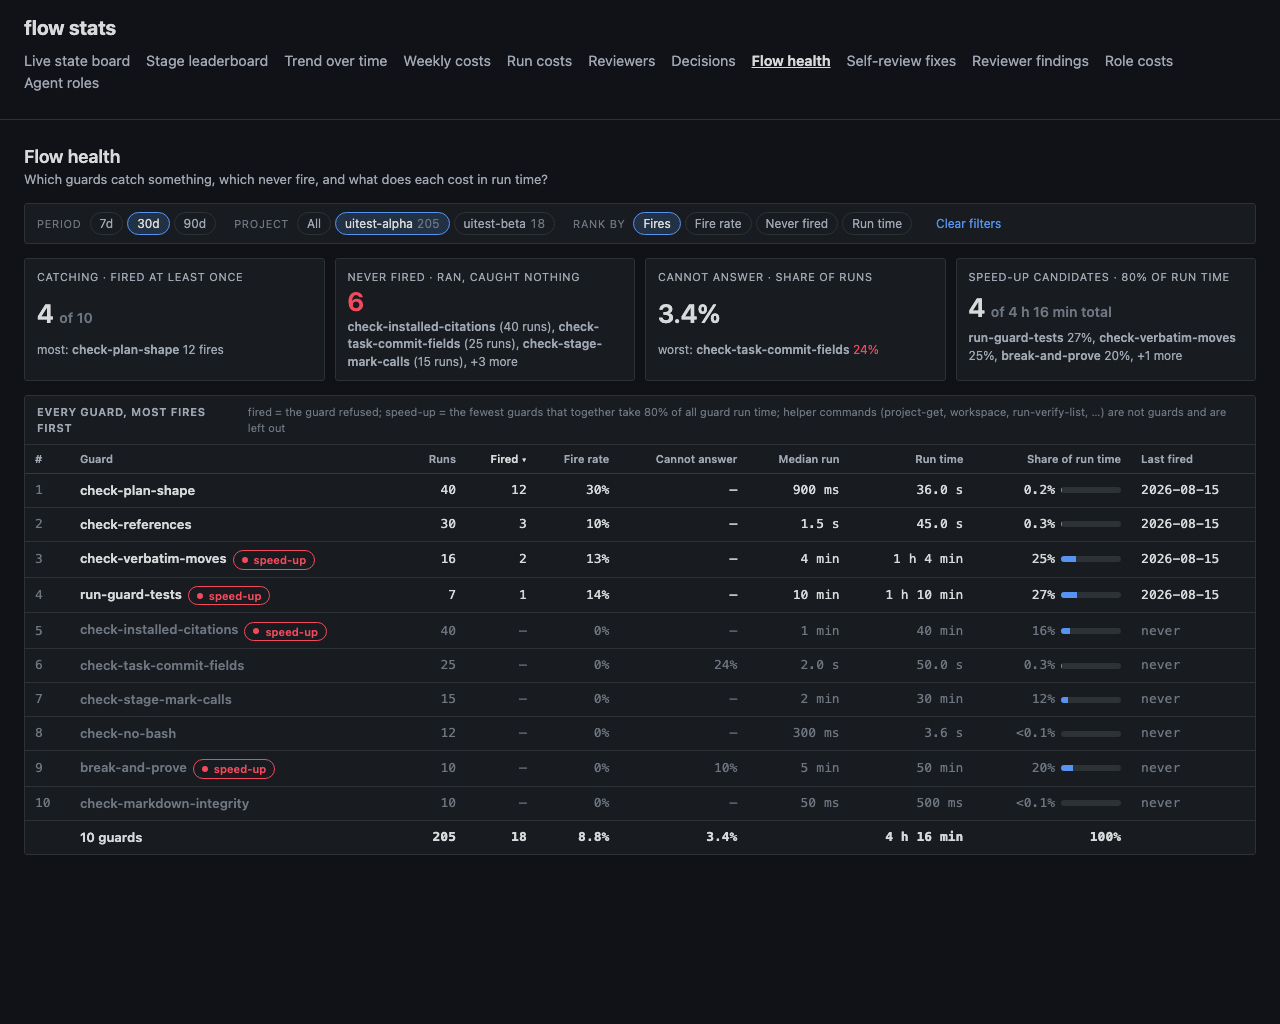 flow stats
Live state board Stage leaderboard Trend over time Weekly costs Run costs Reviewers Decisions Flow health Self-review fixes Reviewer findings Role costs
Agent roles
Flow health
Which guards catch something, which never fire, and what does each cost in run time?
PERIOD 7d 30d 90d PROJECT All uitest-alpha 205 uitest-beta 18 RANK BY Fires Fire rate Never fired Run time Clear filters
CATCHING · FIRED AT LEAST ONCE
4 of 10
most: check-plan-shape 12 fires
NEVER FIRED · RAN, CAUGHT NOTHING
6
check-installed-citations (40 runs), check-
task-commit-fields (25 runs), check-stage-
mark-calls (15 runs), +3 more
CANNOT ANSWER · SHARE OF RUNS
3.4%
worst: check-task-commit-fields 24%
SPEED-UP CANDIDATES · 80% OF RUN TIME
4 of 4 h 16 min total
run-guard-tests 27%, check-verbatim-moves
25%, break-and-prove 20%, +1 more
EVERY GUARD, MOST FIRES
FIRST
fired = the guard refused; speed-up = the fewest guards that together take 80% of all guard run time; helper commands (project-get, workspace, run-verify-list, …) are not guards and are
left out
# Guard Runs Fired ▾ Fire rate Cannot answer Median run Run time Share of run time Last fired
1 check-plan-shape 40 12 30% — 900 ms 36.0 s 0.2% 2026-08-15
2 check-references 30 3 10% — 1.5 s 45.0 s 0.3% 2026-08-15
3 check-verbatim-moves speed-up 16 2 13% — 4 min 1 h 4 min 25% 2026-08-15
4 run-guard-tests speed-up 7 1 14% — 10 min 1 h 10 min 27% 2026-08-15
5 check-installed-citations speed-up 40 — 0% — 1 min 40 min 16% never
6 check-task-commit-fields 25 — 0% 24% 2.0 s 50.0 s 0.3% never
7 check-stage-mark-calls 15 — 0% — 2 min 30 min 12% never
8 check-no-bash 12 — 0% — 300 ms 3.6 s <0.1% never
9 break-and-prove speed-up 10 — 0% 10% 5 min 50 min 20% never
10 check-markdown-integrity 10 — 0% — 50 ms 500 ms <0.1% never
10 guards 205 18 8.8% 3.4% 4 h 16 min 100%